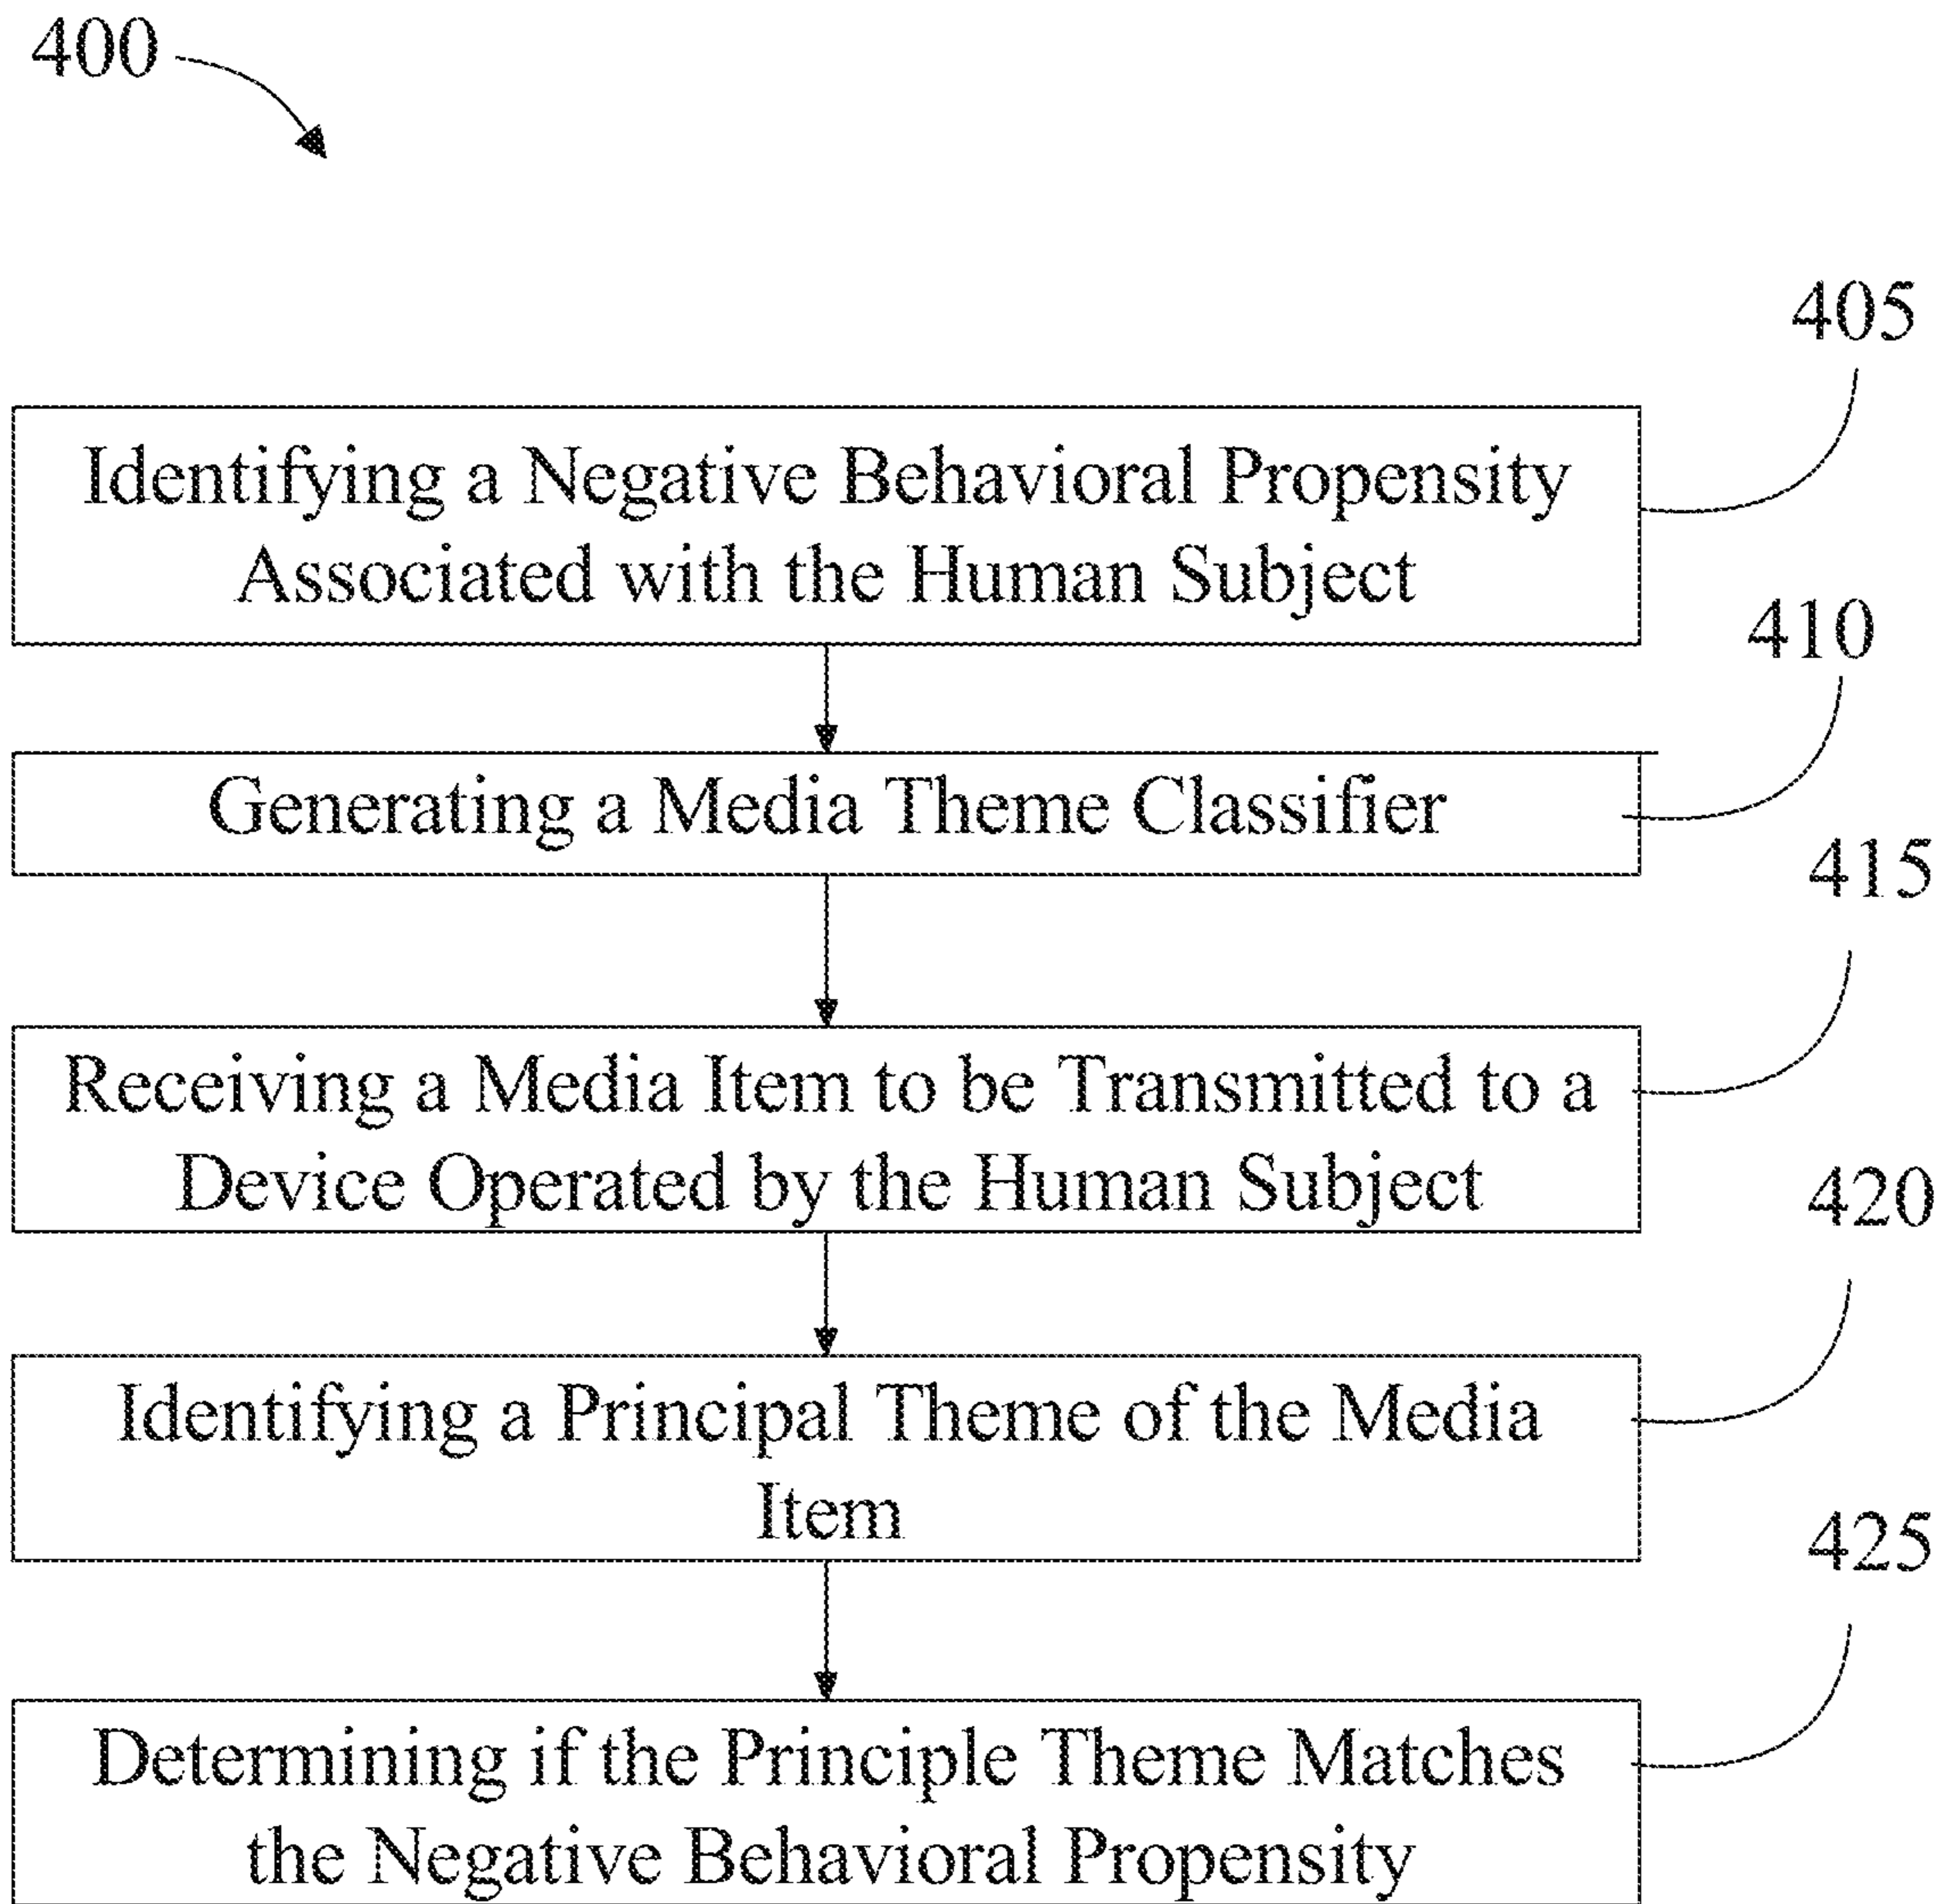 400
405
Identifying a Negative Behavioral Propensity
Associated with the Human Subject
410
Generating a Media Theme Classifier
415
Receiving a Media Item to be Transmitted to a
Device Operated by the Human Subject
420
Identifying a Principal Theme of the Media
Item
425
Determining if the Principle Theme Matches
the Negative Behavioral Propensity